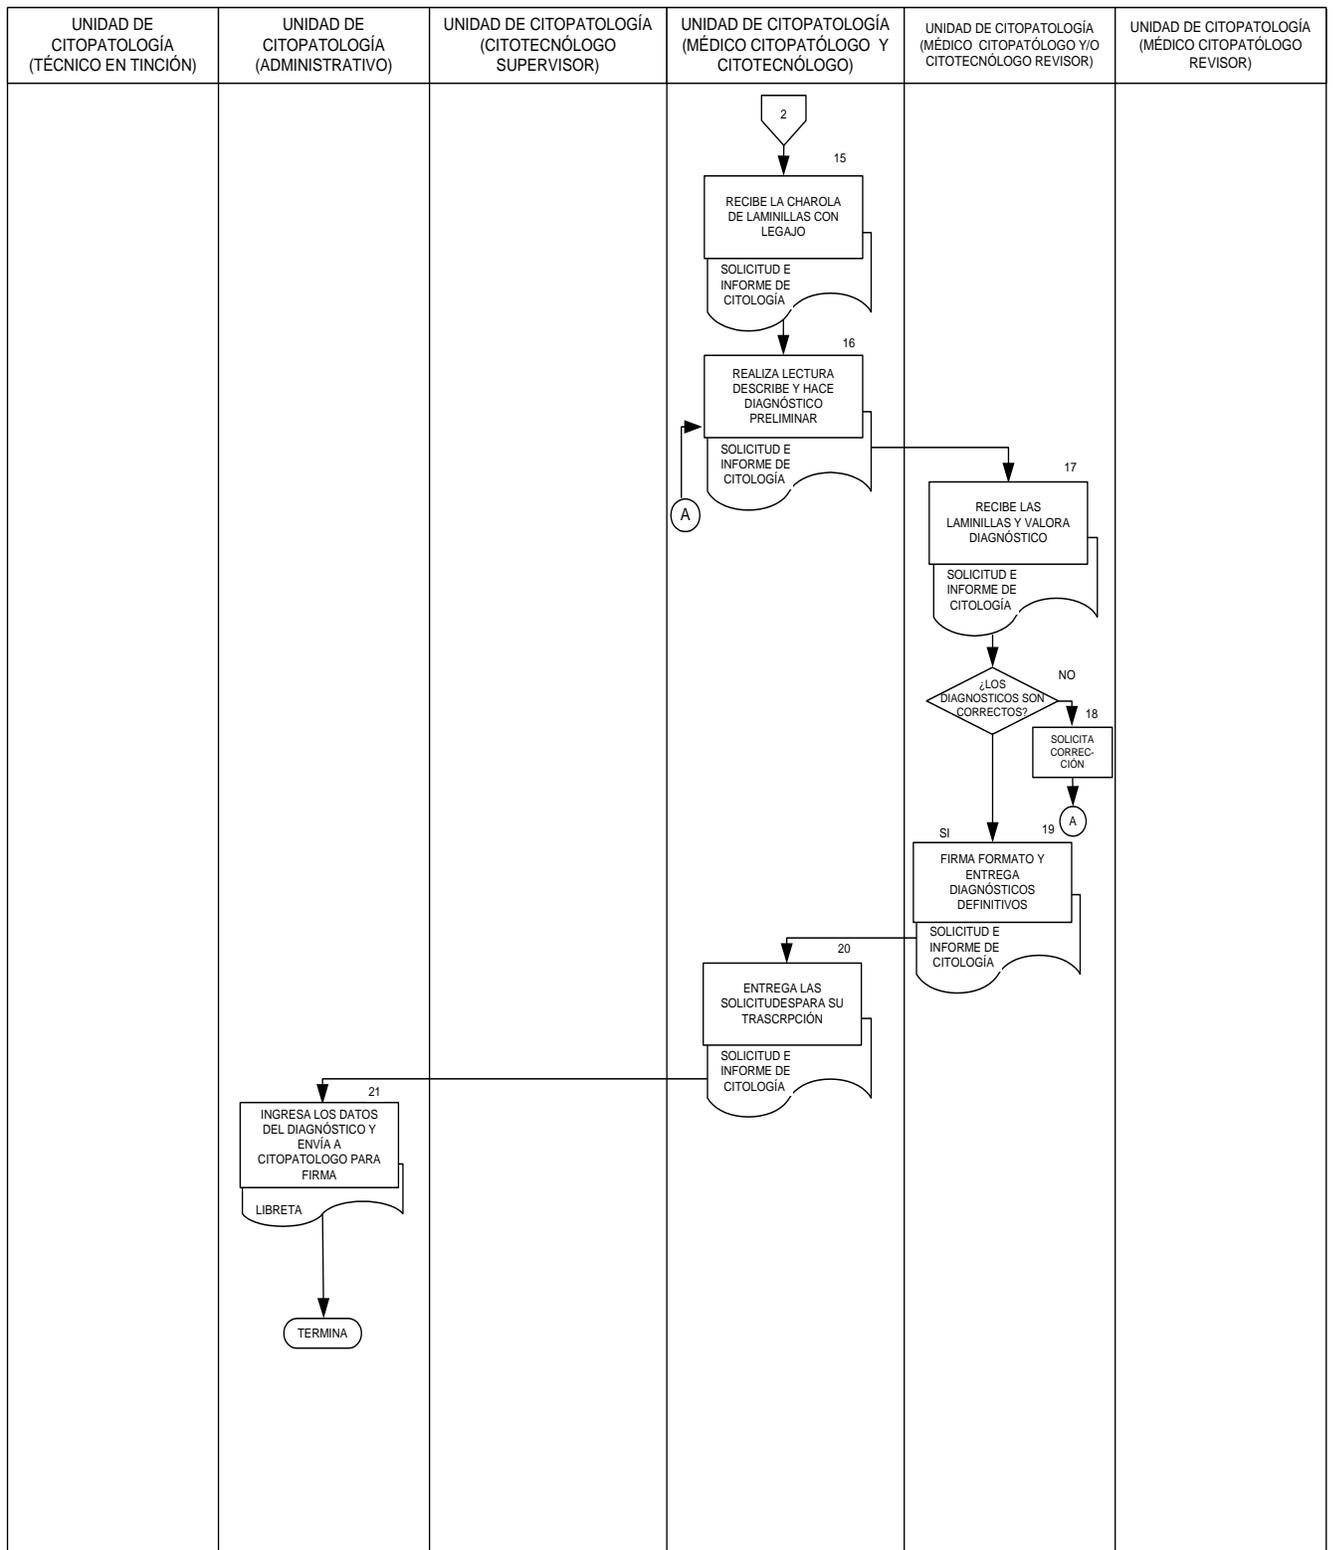 UNIDAD DE
CITOPATOLOGÍA
(TÉCNICO EN TINCIÓN)
UNIDAD DE
CITOPATOLOGÍA
(ADMINISTRATIVO)
UNIDAD DE CITOPATOLOGÍA
(CITOTECNÓLOGO
SUPERVISOR)
UNIDAD DE CITOPATOLOGÍA
(MÉDICO CITOPATÓLOGO Y
CITOTECNÓLOGO)
UNIDAD DE CITOPATOLOGÍA
(MÉDICO CITOPATÓLOGO Y/O
CITOTECNÓLOGO REVISOR)
UNIDAD DE CITOPATOLOGÍA
(MÉDICO CITOPATÓLOGO
REVISOR)
2
15
RECIBE LA CHAROLA
DE LAMINILLAS CON
LEGAJO
SOLICITUD E
INFORME DE
CITOLOGÍA
16
REALIZA LECTURA
DESCRIBE Y HACE
DIAGNÓSTICO
PRELIMINAR
SOLICITUD E
INFORME DE
CITOLOGÍA
A
17
RECIBE LAS
LAMINILLAS Y VALORA
DIAGNÓSTICO
SOLICITUD E
INFORME DE
CITOLOGÍA
¿LOS
DIAGNOSTICOS SON
CORRECTOS?
NO
18
SOLICITA
CORREC-
CIÓN
A
SI
19
FIRMA FORMATO Y
ENTREGA
DIAGNÓSTICOS
DEFINITIVOS
SOLICITUD E
INFORME DE
CITOLOGÍA
20
ENTREGA LAS
SOLICITUDESPARA SU
TRASCRPCIÓN
SOLICITUD E
INFORME DE
CITOLOGÍA
21
INGRESA LOS DATOS
DEL DIAGNÓSTICO Y
ENVÍA A
CITOPATOLOGO PARA
FIRMA
LIBRETA
TERMINA